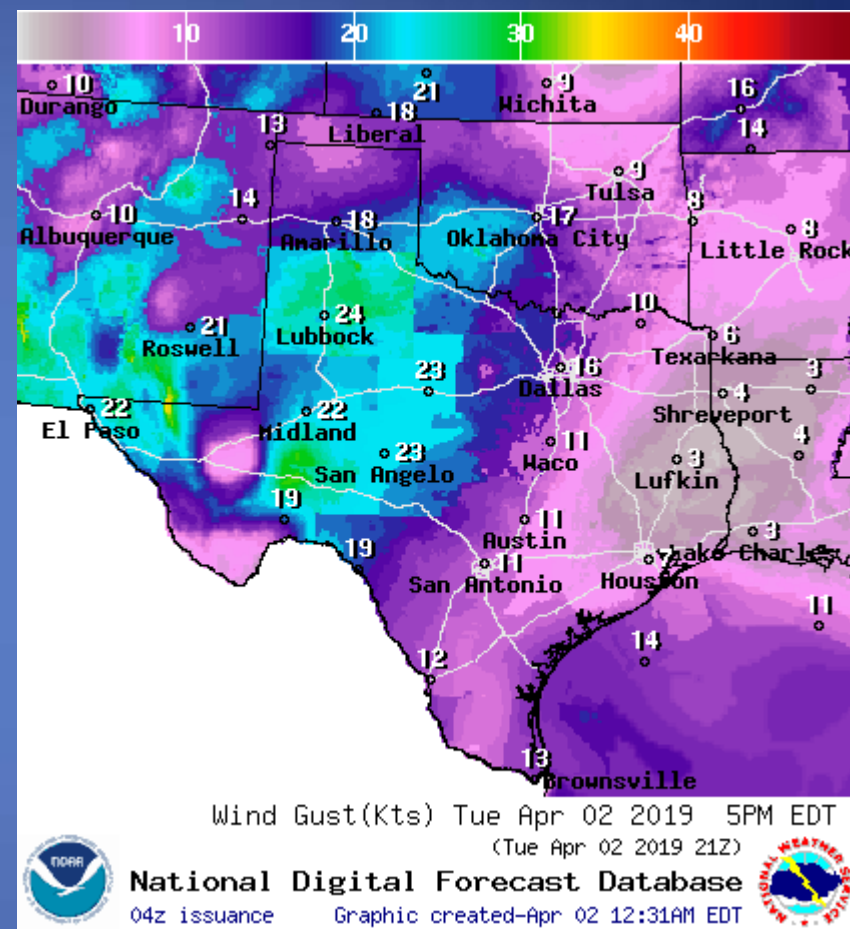 10 20 30 40
10 21 9 16
Durango 18 Wichita
13 Liberal 14
9
Tulsa
10 14 18 17 8 8
Albuquerque Amarillo Oklahoma City Little Rock
21 24 10
Roswell Lubbock 6
Texarkana
23 16 3
Dallas 4
22 22 Shreveport
El Paso Midland 11 4
23 Waco 3
San Angelo Lufkin
19 11 3
Austin Lake Charles
19 11
San Antonio Houston
11
14
12
13
Brownsville
Wind Gust(Kts) Tue Apr 02 2019 5PM EDT
(Tue Apr 02 2019 21Z)
NOAA
National Digital Forecast Database
NATIONAL WEATHER SERVICE
04z issuance Graphic created-Apr 02 12:31AM EDT